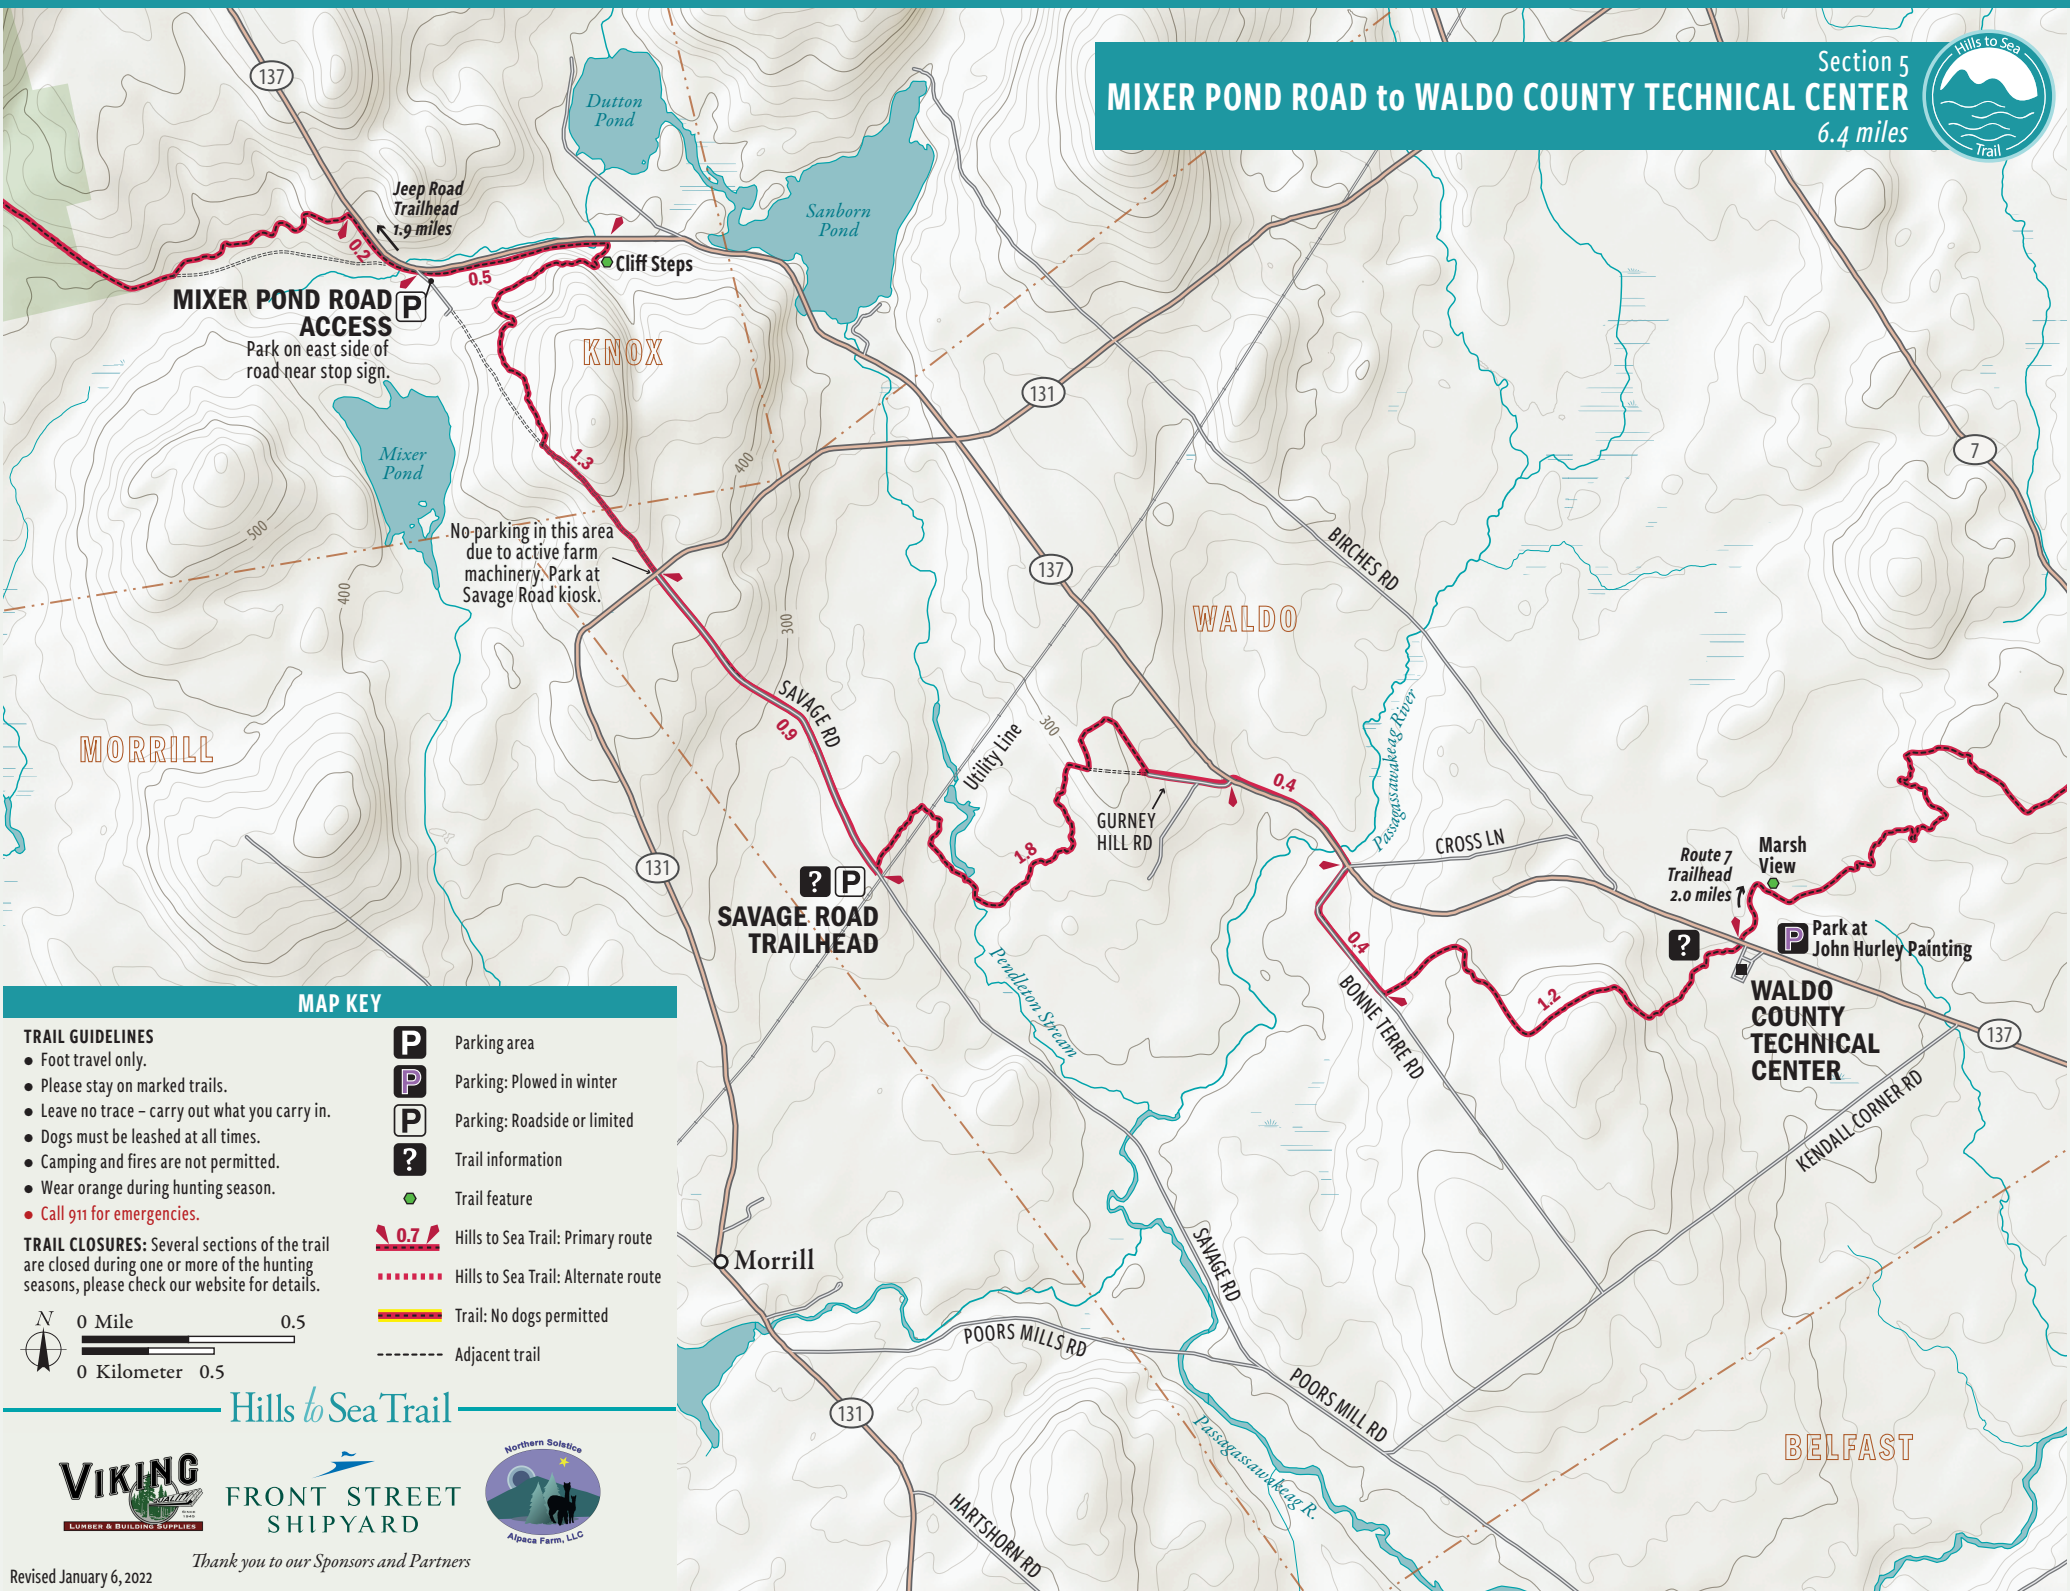 Section 5
MIXER POND ROAD to WALDO COUNTY TECHNICAL CENTER
6.4 miles
Hills to Sea
Trail
137
Dutton
Pond
Jeep Road
Trailhead
1.9 miles
Sanborn
Pond
0.2
0.5
Cliff Steps
MIXER POND ROAD
ACCESS
P
Park on east side of
road near stop sign.
KNOX
131
7
Mixer
Pond
1.3
400
500
400
No parking in this area
due to active farm
machinery. Park at
Savage Road kiosk.
137
BIRCHES RD
300
WALDO
MORRILL
SAVAGE RD
0.9
Utility Line
300
Passagassawakeag River
0.4
GURNEY
HILL RD
CROSS LN
1.8
131
? P
SAVAGE ROAD
TRAILHEAD
Route 7
Trailhead
2.0 miles
Marsh
View
?
P
Park at
John Hurley Painting
0.4
BONNE TERRE RD
1.2
WALDO
COUNTY
TECHNICAL
CENTER
137
Pendleton Stream
KENDALL CORNER RD
SAVAGE RD
Morrill
POORS MILLS RD
POORS MILL RD
131
Passagassawakeag R.
BELFAST
HARTSHORN RD
MAP KEY
TRAIL GUIDELINES
• Foot travel only.
• Please stay on marked trails.
• Leave no trace – carry out what you carry in.
• Dogs must be leashed at all times.
• Camping and fires are not permitted.
• Wear orange during hunting season.
• Call 911 for emergencies.
TRAIL CLOSURES: Several sections of the trail
are closed during one or more of the hunting
seasons, please check our website for details.
P Parking area
P Parking: Plowed in winter
P Parking: Roadside or limited
? Trail information
Trail feature
0.7 Hills to Sea Trail: Primary route
Hills to Sea Trail: Alternate route
Trail: No dogs permitted
Adjacent trail
N
0 Mile 0.5
0 Kilometer 0.5
Hills to Sea Trail
VIKING
SINCE
1945
LUMBER & BUILDING SUPPLIES
FRONT STREET
SHIPYARD
Northern Solstice
Alpaca Farm, LLC
Thank you to our Sponsors and Partners
Revised January 6, 2022